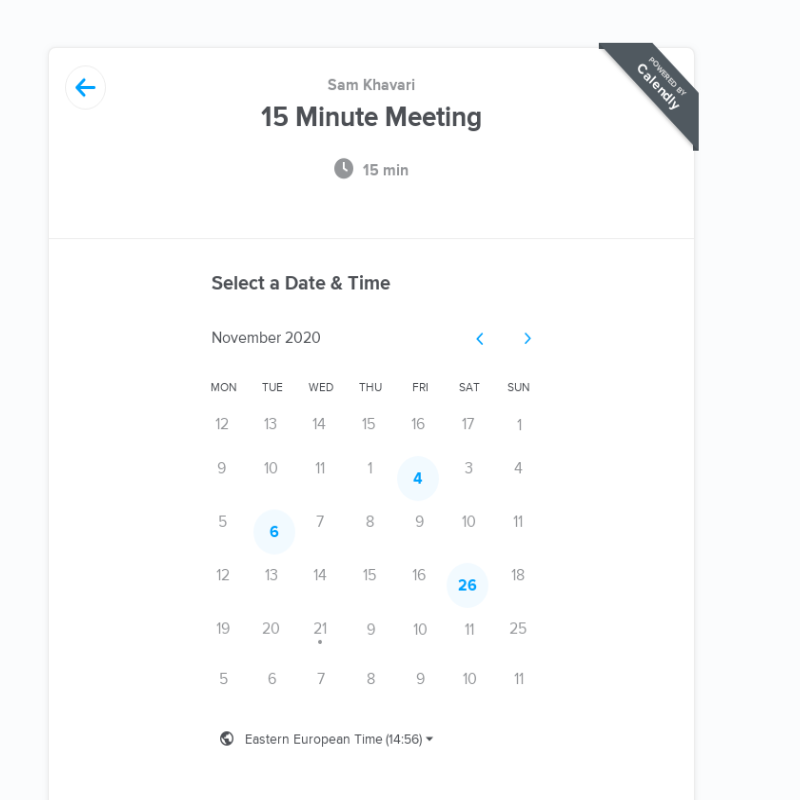 Sam Khavari
15 Minute Meeting
POWERED BY
Calendly
15 min
Select a Date & Time
November 2020
MON TUE WED THU FRI SAT SUN
12 13 14 15 16 17 1
9 10 11 1 4 3 4
5 6 7 8 9 10 11
12 13 14 15 16 26 18
19 20 21 9 10 11 25
5 6 7 8 9 10 11
Eastern European Time (14:56)